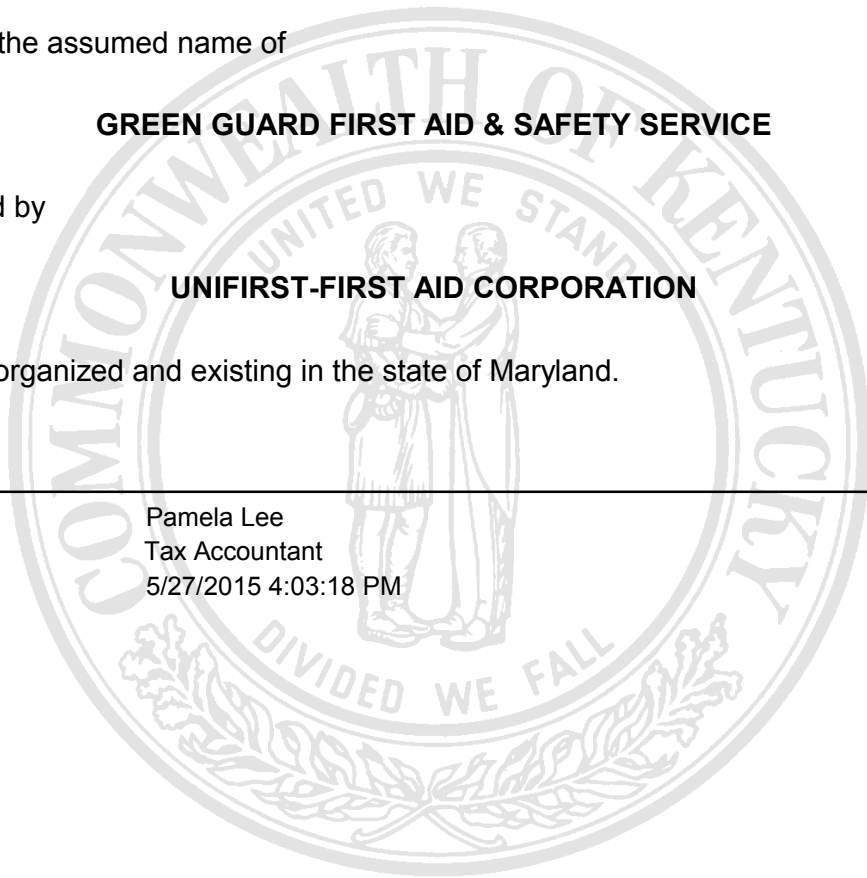 the assumed name of
GREEN GUARD FIRST AID & SAFETY SERVICE
d by
UNIFIRST-FIRST AID CORPORATION
organized and existing in the state of Maryland.
Pamela Lee
Tax Accountant
5/27/2015 4:03:18 PM
COMMONWEALTH OF KENTUCKY
UNITED WE STAND
DIVIDED WE FALL